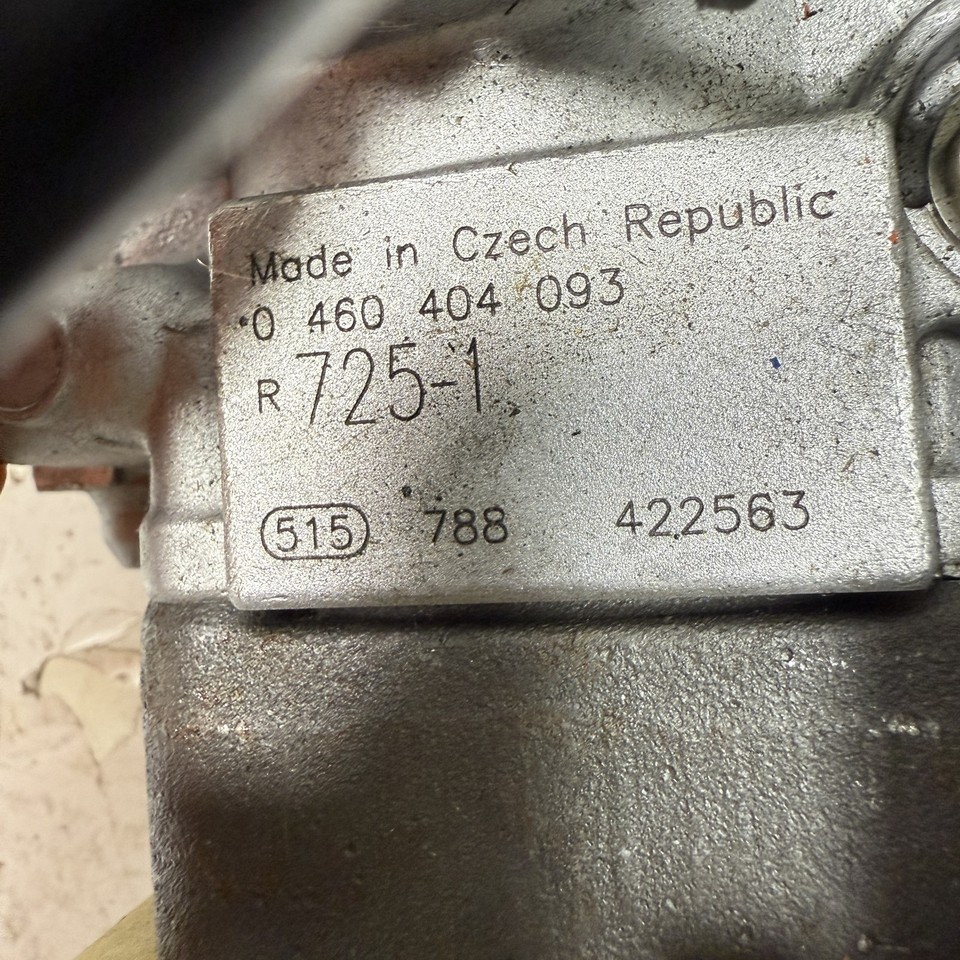 Made in Czech Republic
0 460 404 093
R 725-1
515 788 422563